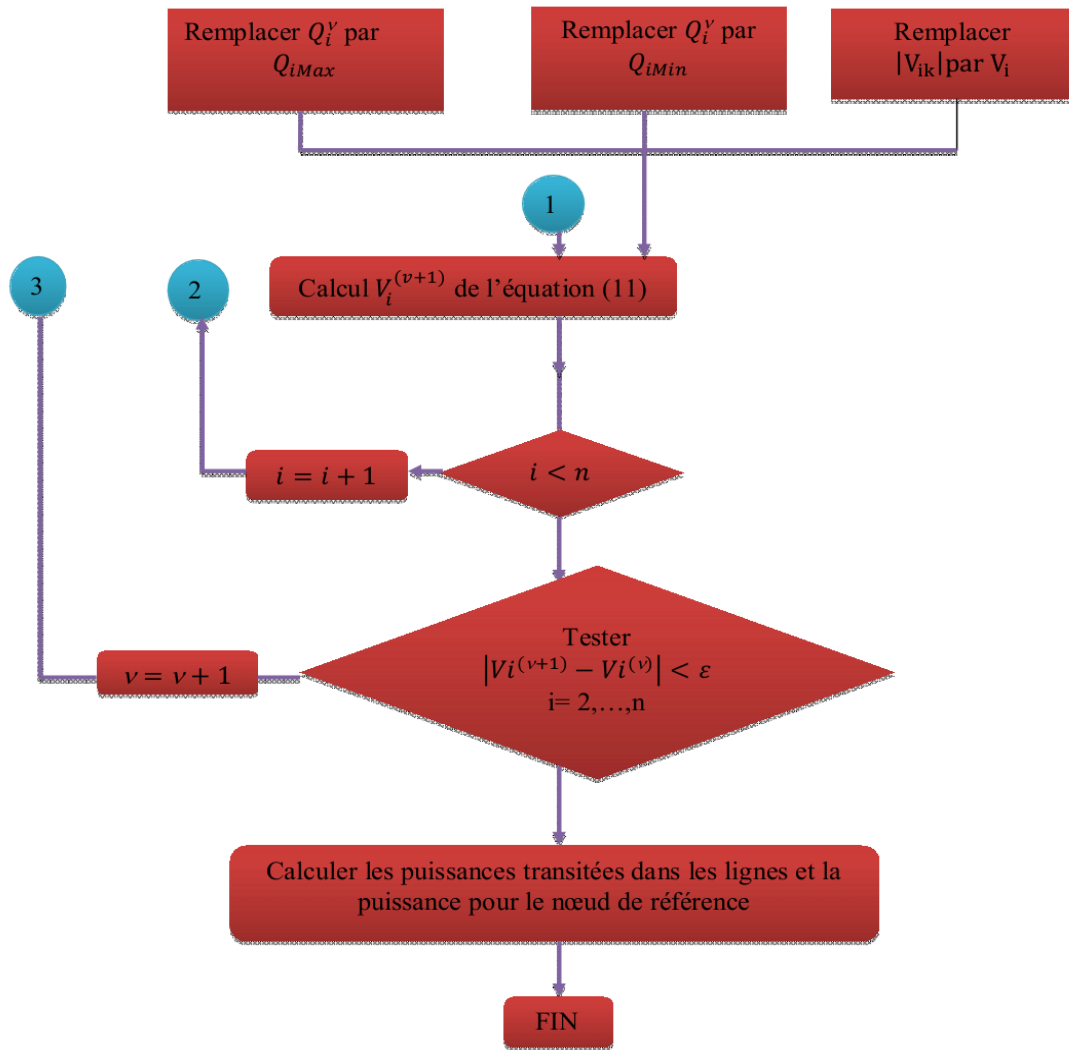 Remplacer $Q_i^{\nu}$ par
$Q_{iMax}$
Remplacer $Q_i^{\nu}$ par
$Q_{iMin}$
Remplacer
$|V_{ik}|$ par $V_i$
1
3
2
Calcul $V_i^{(\nu+1)}$ de l’équation (11)
$i = i + 1$
$i < n$
Tester
$|Vi^{(\nu+1)} - Vi^{(\nu)}| < \varepsilon$
i= 2,…,n
$\nu = \nu + 1$
Calculer les puissances transitées dans les lignes et la
puissance pour le nœud de référence
FIN